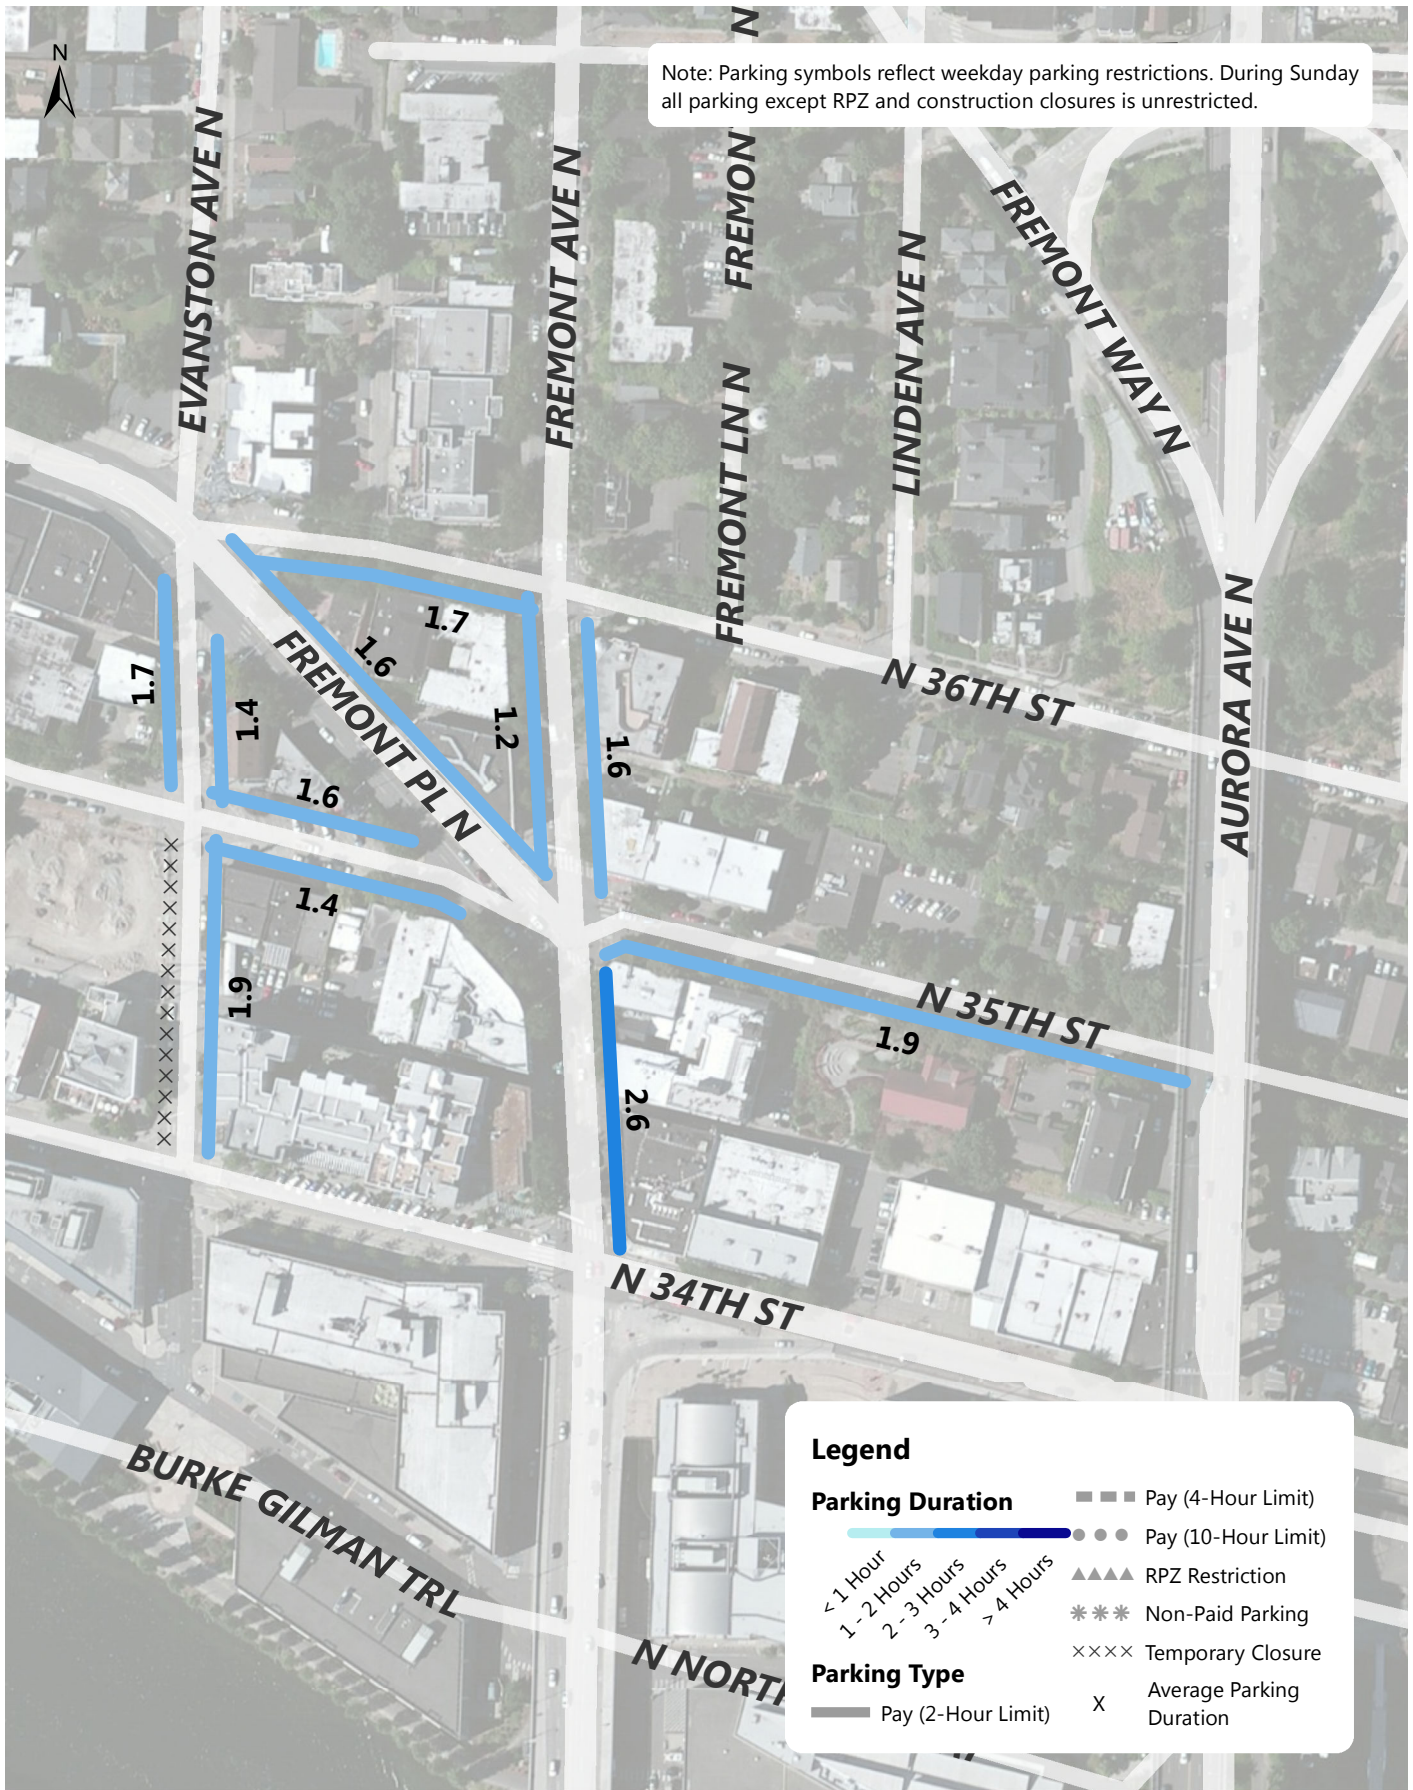 N
FREMONT
N
Note: Parking symbols reflect weekday parking restrictions. During Sunday
all parking except RPZ and construction closures is unrestricted.
EVANSTON AVE N
FREMONT AVE N
FREMONT LN N
LINDEN AVE N
FREMONT WAY N
AURORA AVE N
N 36TH ST
FREMONT PL N
1.7
1.6
1.7
1.4
1.2
1.6
1.6
1.4
1.9
N 35TH ST
1.9
2.6
N 34TH ST
BURKE GILMAN TRL
N NORTH
Legend
Parking Duration
< 1 Hour
1 - 2 Hours
2 - 3 Hours
3 - 4 Hours
> 4 Hours
Parking Type
Pay (2-Hour Limit)
Pay (4-Hour Limit)
Pay (10-Hour Limit)
RPZ Restriction
Non-Paid Parking
Temporary Closure
X
Average Parking
Duration